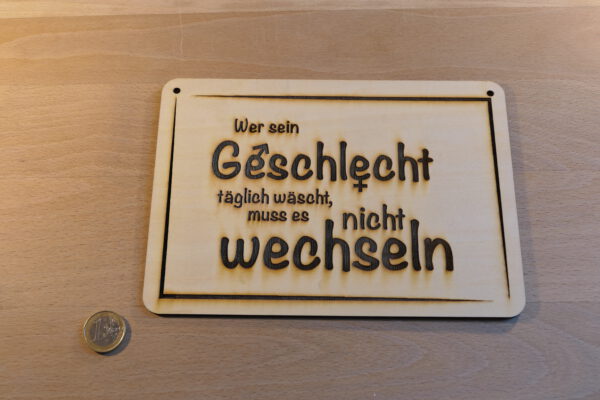 Wer sein
Geschlecht
täglich wäscht,
muss es nicht
wechseln